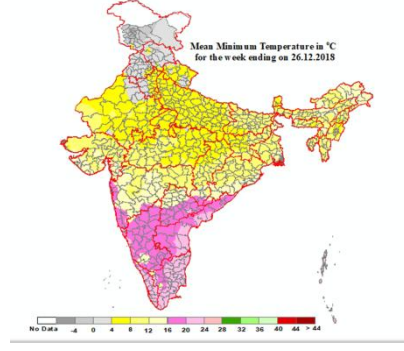 Mean Minimum Temperature in °C
for the week ending on 26.12.2018
No Data -4 0 4 8 12 16 20 24 28 32 36 40 44 > 44